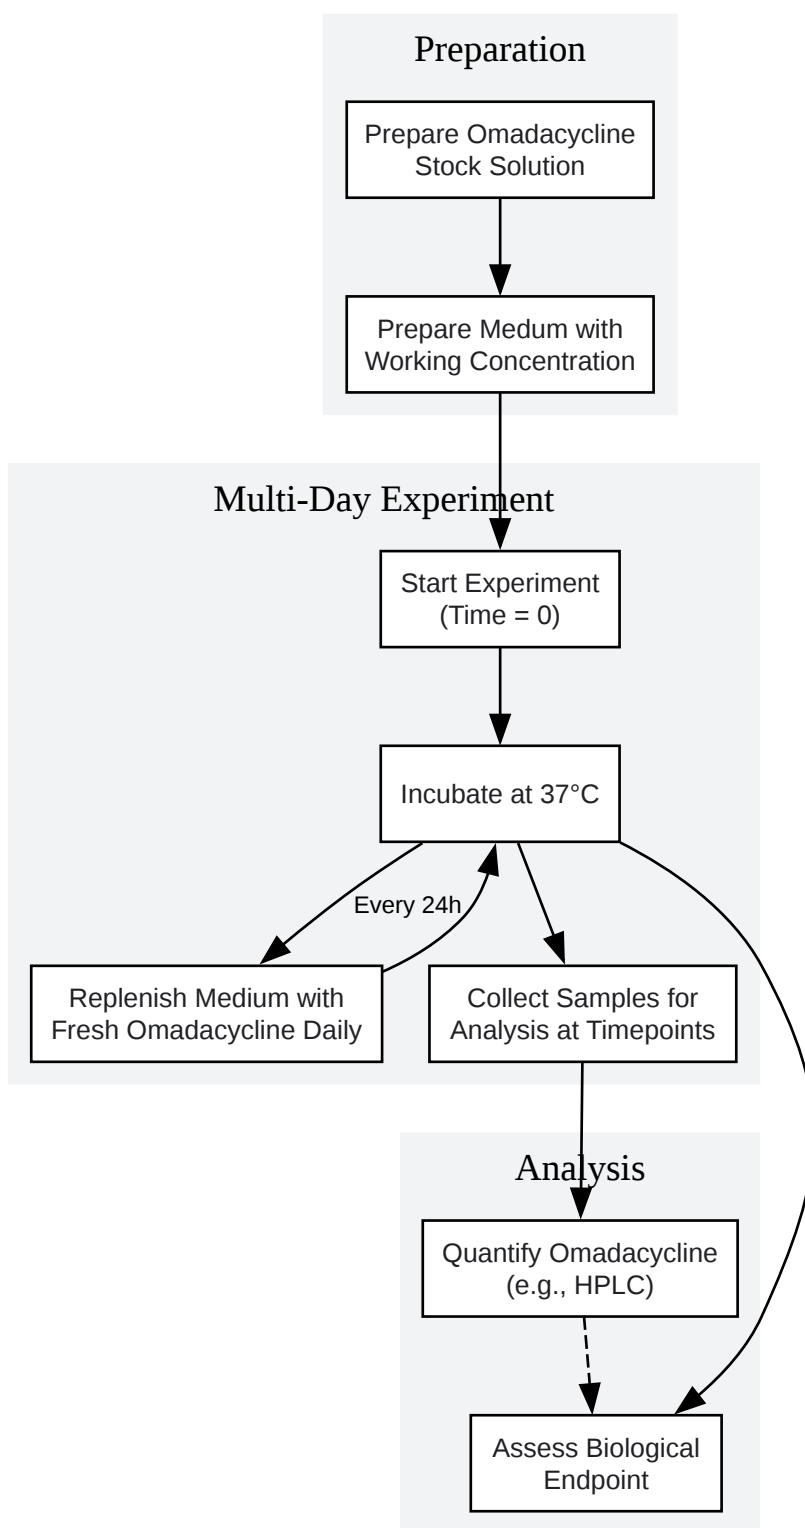 Preparation
Prepare Omadacycline
Stock Solution
Prepare Medum with
Working Concentration
Multi-Day Experiment
Start Experiment
(Time = 0)
Incubate at 37°C
Every 24h
Replenish Medium with
Fresh Omadacycline Daily
Collect Samples for
Analysis at Timepoints
Analysis
Quantify Omadacycline
(e.g., HPLC)
Assess Biological
Endpoint